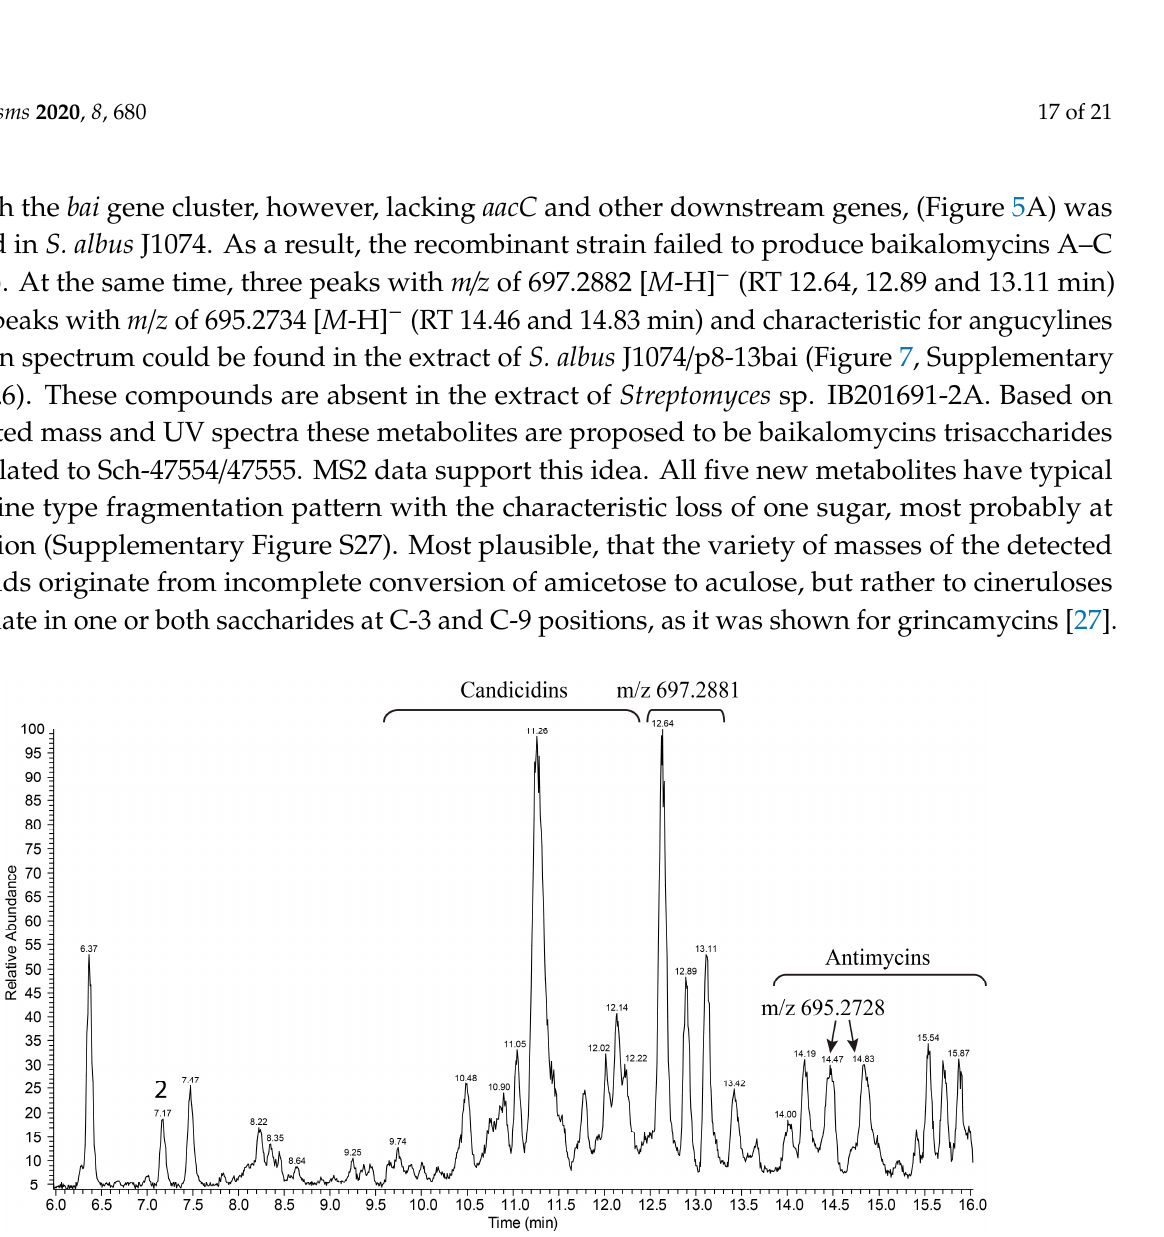 sms 2020, 8, 680
17 of 21
h the bai gene cluster, however, lacking aacC and other downstream genes, (Figure 5A) was
d in S. albus J1074. As a result, the recombinant strain failed to produce baikalomycins A–C
. At the same time, three peaks with m/z of 697.2882 [M-H]− (RT 12.64, 12.89 and 13.11 min)
peaks with m/z of 695.2734 [M-H]− (RT 14.46 and 14.83 min) and characteristic for angucylines
n spectrum could be found in the extract of S. albus J1074/p8-13bai (Figure 7, Supplementary
6). These compounds are absent in the extract of Streptomyces sp. IB201691-2A. Based on
ted mass and UV spectra these metabolites are proposed to be baikalomycins trisaccharides
lated to Sch-47554/47555. MS2 data support this idea. All five new metabolites have typical
ine type fragmentation pattern with the characteristic loss of one sugar, most probably at
ion (Supplementary Figure S27). Most plausible, that the variety of masses of the detected
ds originate from incomplete conversion of amicetose to aculose, but rather to cineruloses
ate in one or both saccharides at C-3 and C-9 positions, as it was shown for grincamycins [27].
Candicidins m/z 697.2881
12.64
11.26
100
95
90
85
80
75
70
65
60
55
50
45
40
35
30
25
20
15
10
5
Relative Abundance
6.37
2
7.17
7.47
8.22
8.35
8.64
9.25
9.74
10.48
10.90
11.05
12.02
12.14
12.22
12.89
13.11
13.42
Antimycins
m/z 695.2728
14.00
14.19
14.47
14.83
15.54
15.87
6.0 6.5 7.0 7.5 8.0 8.5 9.0 9.5 10.0 10.5 11.0 11.5 12.0 12.5 13.0 13.5 14.0 14.5 15.0 15.5 16.0
Time (min)